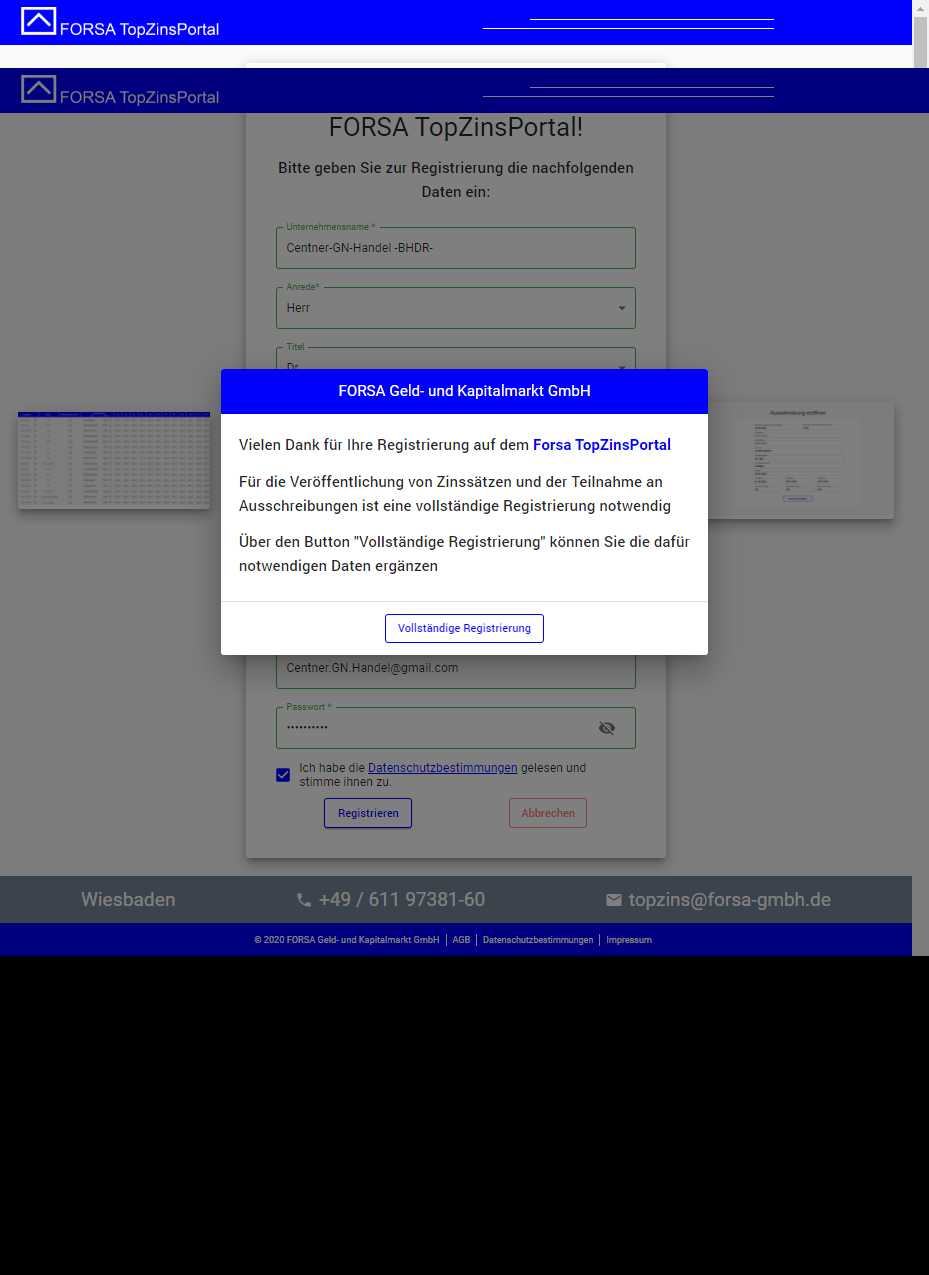 FORSA TopZinsPortal
FORSA TopZinsPortal
FORSA TopZinsPortal!
Bitte geben Sie zur Registrierung die nachfolgenden
Daten ein:
Unternehmensname *
Centner-GN-Handel -BHDR-
Anrede*
Herr
Titel
Dr.
FORSA Geld- und Kapitalmarkt GmbH
Vielen Dank für Ihre Registrierung auf dem Forsa TopZinsPortal
Für die Veröffentlichung von Zinssätzen und der Teilnahme an
Ausschreibungen ist eine vollständige Registrierung notwendig
Über den Button "Vollständige Registrierung" können Sie die dafür
notwendigen Daten ergänzen
Vollständige Registrierung
Ausschreibung eröffnen
Centner.GN.Handel@gmail.com
Passwort *
••••••••••
Ich habe die Datenschutzbestimmungen gelesen und
stimme ihnen zu.
Registrieren
Abbrechen
Wiesbaden
+49 / 611 97381-60
topzins@forsa-gmbh.de
© 2020 FORSA Geld- und Kapitalmarkt GmbH | AGB | Datenschutzbestimmungen | Impressum